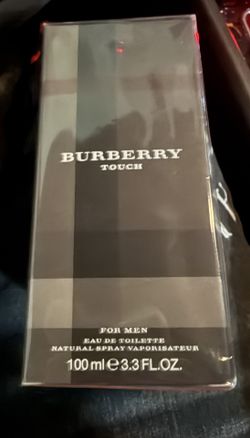 BURBERRY
TOUCH
FOR MEN
EAU DE TOILETTE
NATURAL SPRAY VAPORISATEUR
100 ml ℮ 3.3 FL.OZ.